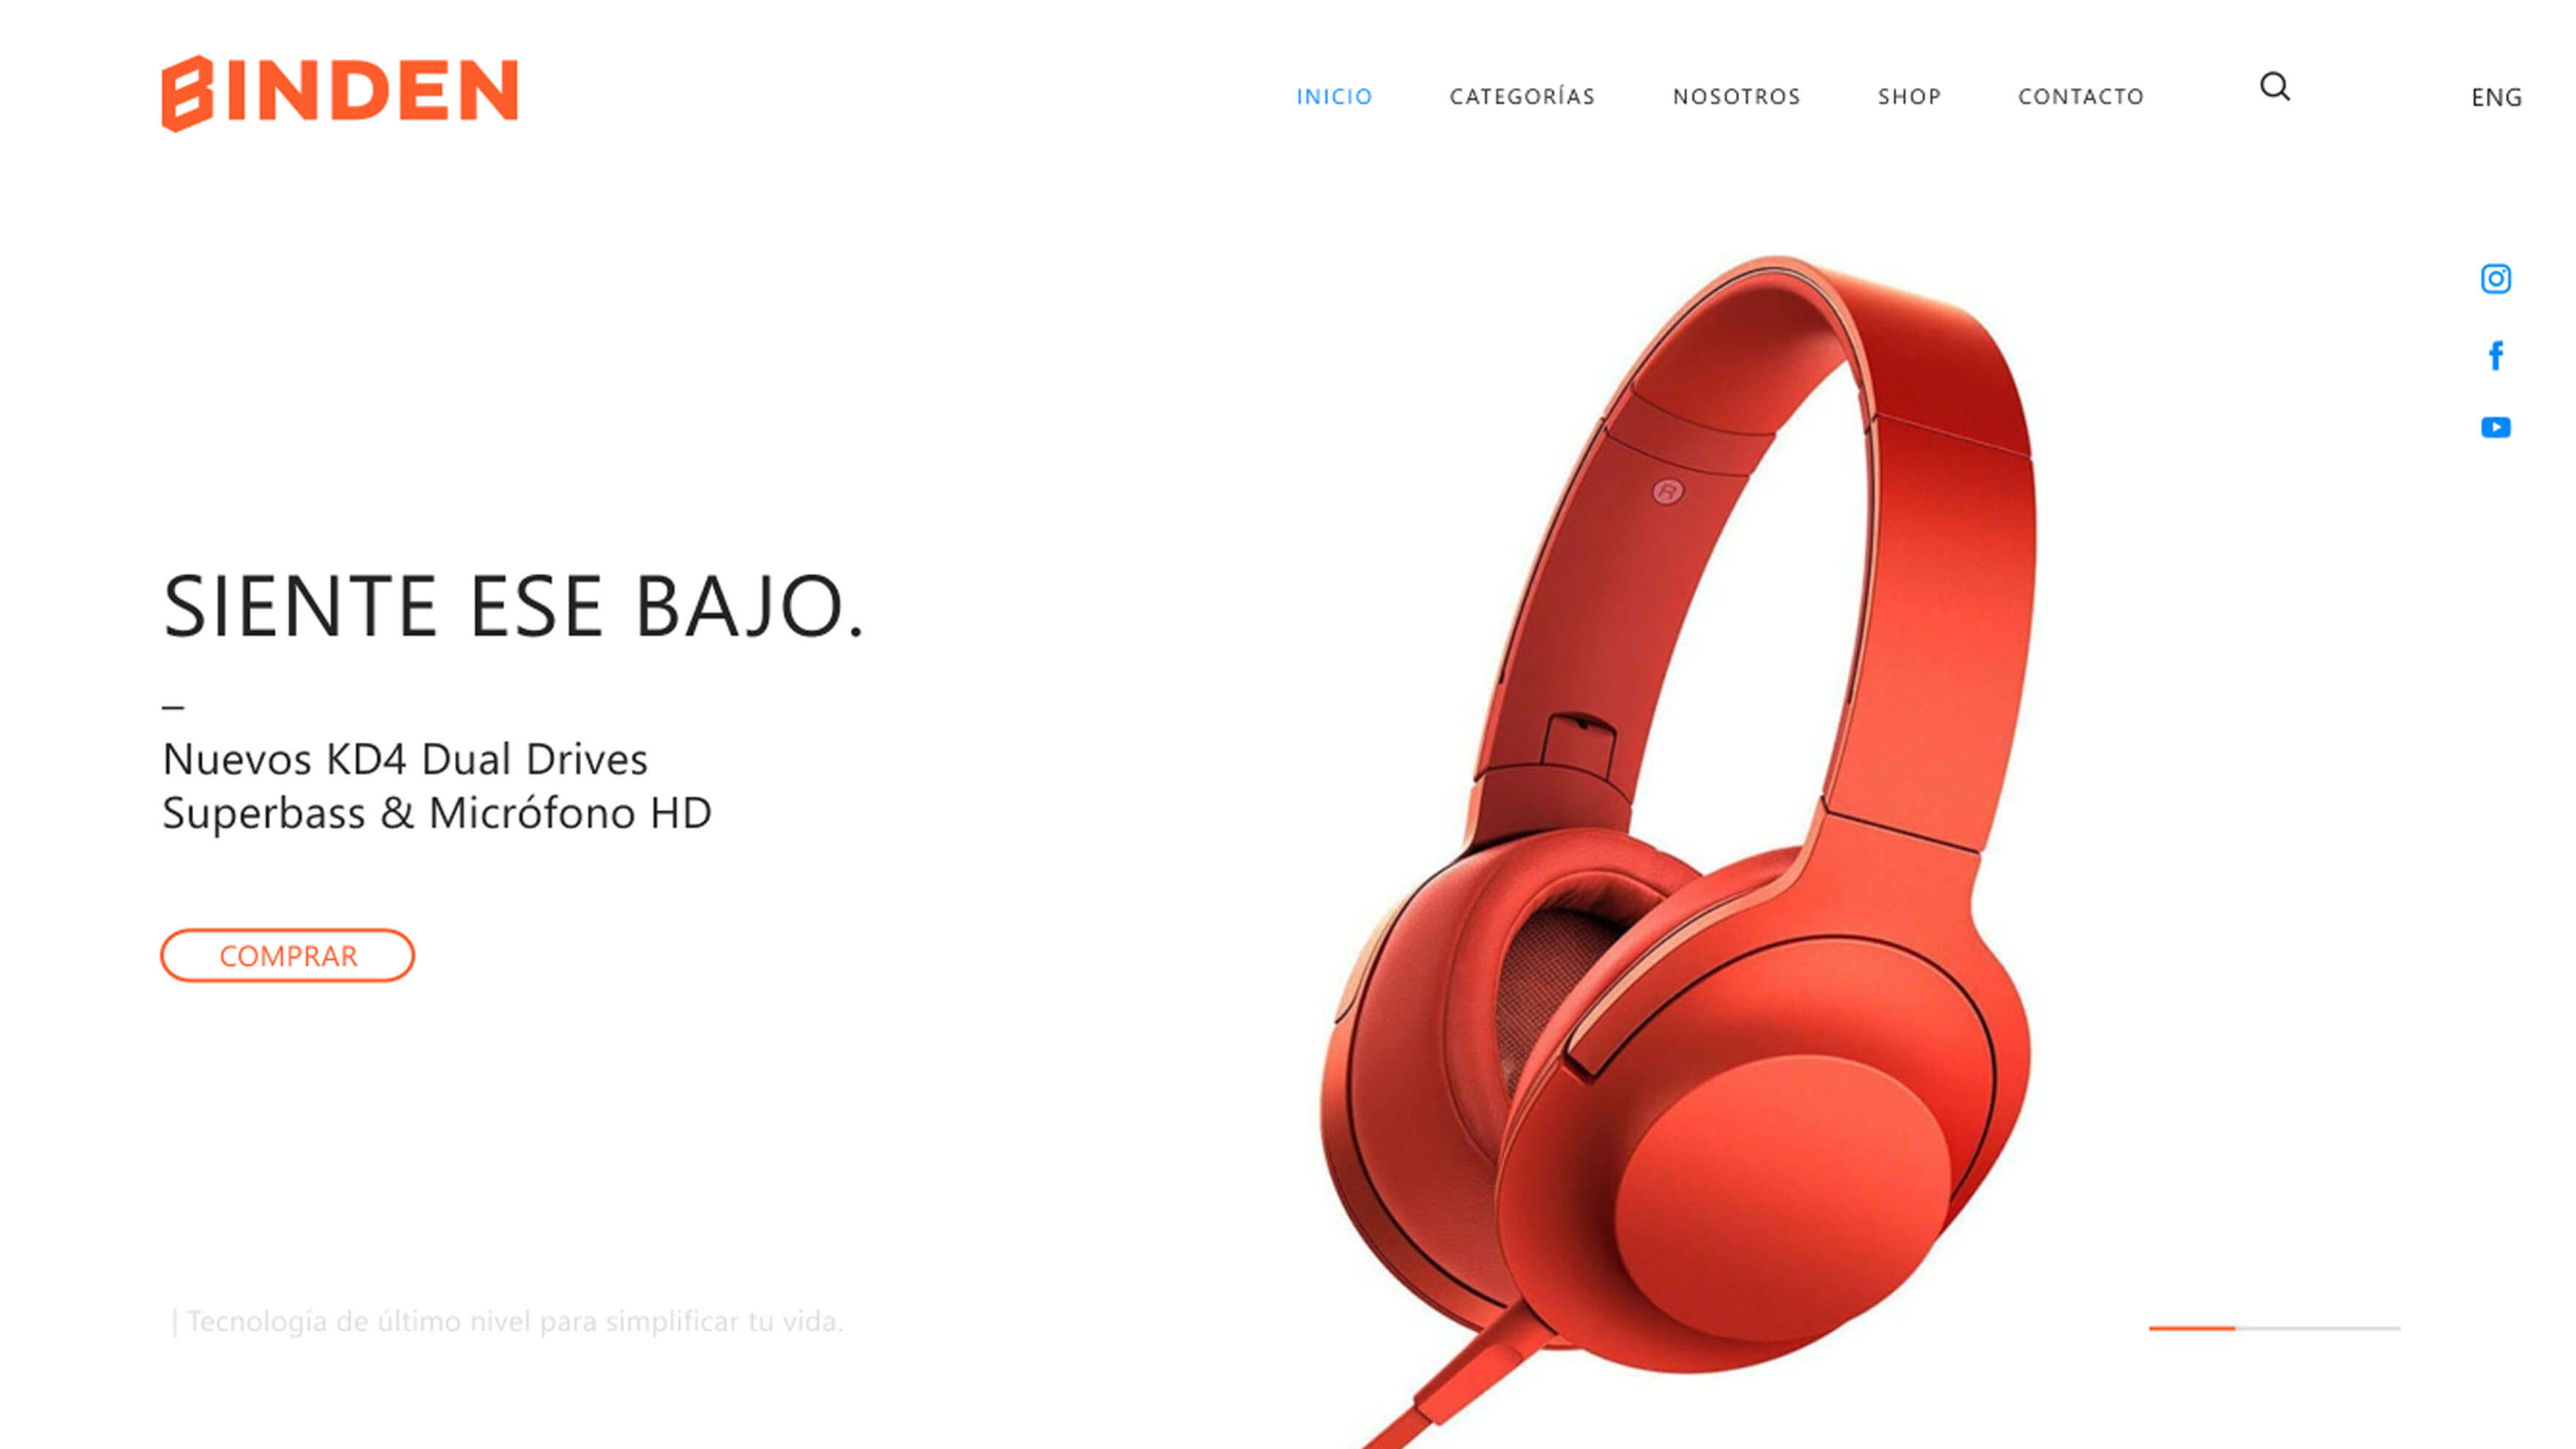 BINDEN
INICIO CATEGORÍAS NOSOTROS SHOP CONTACTO ENG
R
SIENTE ESE BAJO.
–
Nuevos KD4 Dual Drives
Superbass & Micrófono HD
COMPRAR
| Tecnología de último nivel para simplificar tu vida.